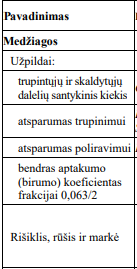 Pavadinimas
Medžiagos
Užpildai:
trupintųjų ir skaldytųjų
dalelių santykinis kiekis
atsparumas trupinimui
atsparumas poliravimui
bendras aptakumo
(birumo) koeficientas
frakcijai 0,063/2
Rišiklis, rūšis ir markė